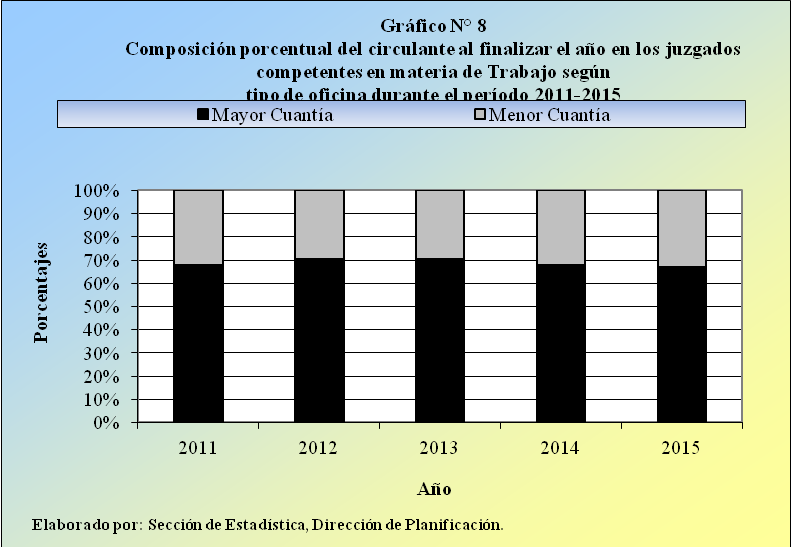 Gráfico N° 8
Composición porcentual del circulante al finalizar el año en los juzgados
competentes en materia de Trabajo según
tipo de oficina durante el período 2011-2015
Mayor Cuantía Menor Cuantía
100%
90%
80%
70%
60%
50%
40%
30%
20%
10%
0%
Porcentajes
2011 2012 2013 2014 2015
Año
Elaborado por: Sección de Estadística, Dirección de Planificación.